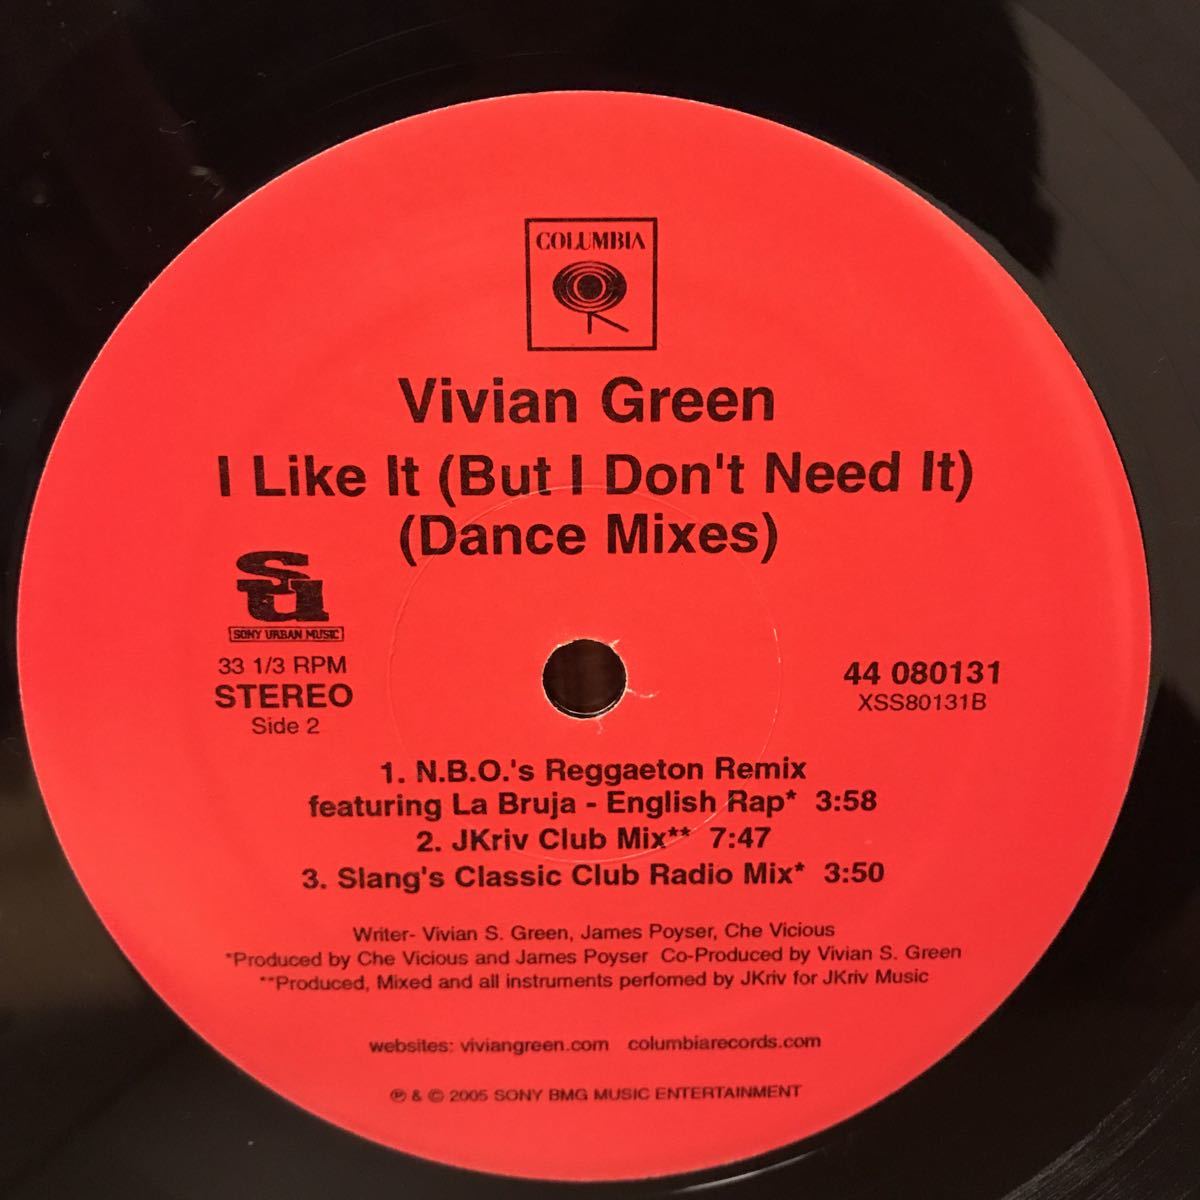 COLUMBIA
Vivian Green
I Like It (But I Don't Need It)
(Dance Mixes)
su
SONY URBAN MUSIC
33 1/3 RPM
STEREO
Side 2
44 080131
XSS80131B
1. N.B.O.'s Reggaeton Remix
featuring La Bruja - English Rap* 3:58
2. JKriv Club Mix** 7:47
3. Slang's Classic Club Radio Mix* 3:50
Writer- Vivian S. Green, James Poyser, Che Vicious
*Produced by Che Vicious and James Poyser Co-Produced by Vivian S. Green
**Produced, Mixed and all instruments perfomed by JKriv for JKriv Music
websites: viviangreen.com columbiarecords.com
℗ & © 2005 SONY BMG MUSIC ENTERTAINMENT